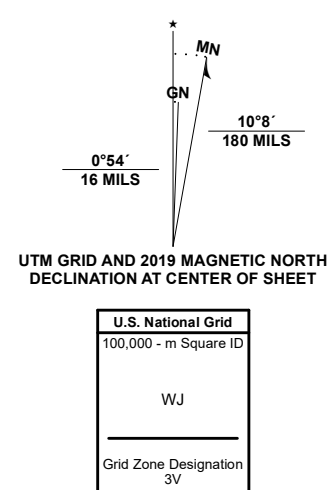 ★
MN
GN
10°8´
180 MILS
0°54´
16 MILS
UTM GRID AND 2019 MAGNETIC NORTH
DECLINATION AT CENTER OF SHEET
U.S. National Grid
100,000 - m Square ID
WJ
Grid Zone Designation
3V